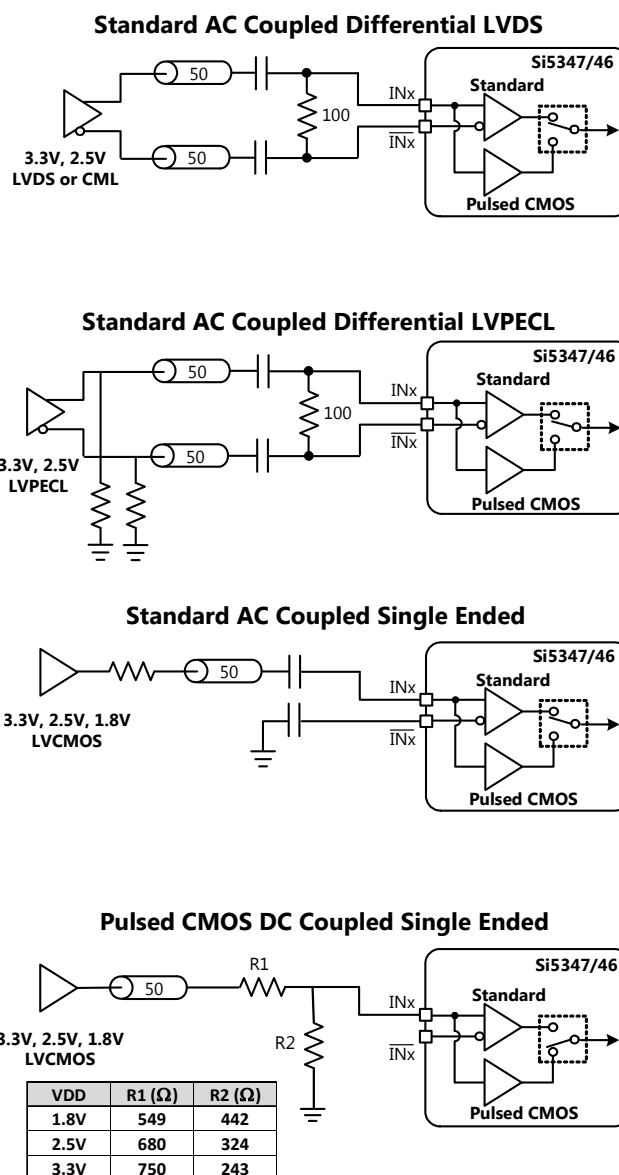 Standard AC Coupled Differential LVDS
Si5347/46
50
INx
Standard
100
50
INx
3.3V, 2.5V
LVDS or CML
Pulsed CMOS
Standard AC Coupled Differential LVPECL
Si5347/46
50
INx
Standard
100
50
INx
3.3V, 2.5V
LVPECL
Pulsed CMOS
Standard AC Coupled Single Ended
Si5347/46
50
INx
Standard
3.3V, 2.5V, 1.8V
LVCMOS
INx
Pulsed CMOS
Pulsed CMOS DC Coupled Single Ended
Si5347/46
R1
50
INx
Standard
3.3V, 2.5V, 1.8V
LVCMOS
R2
INx
Pulsed CMOS
VDD R1 (Ω) R2 (Ω)
1.8V 549 442
2.5V 680 324
3.3V 750 243